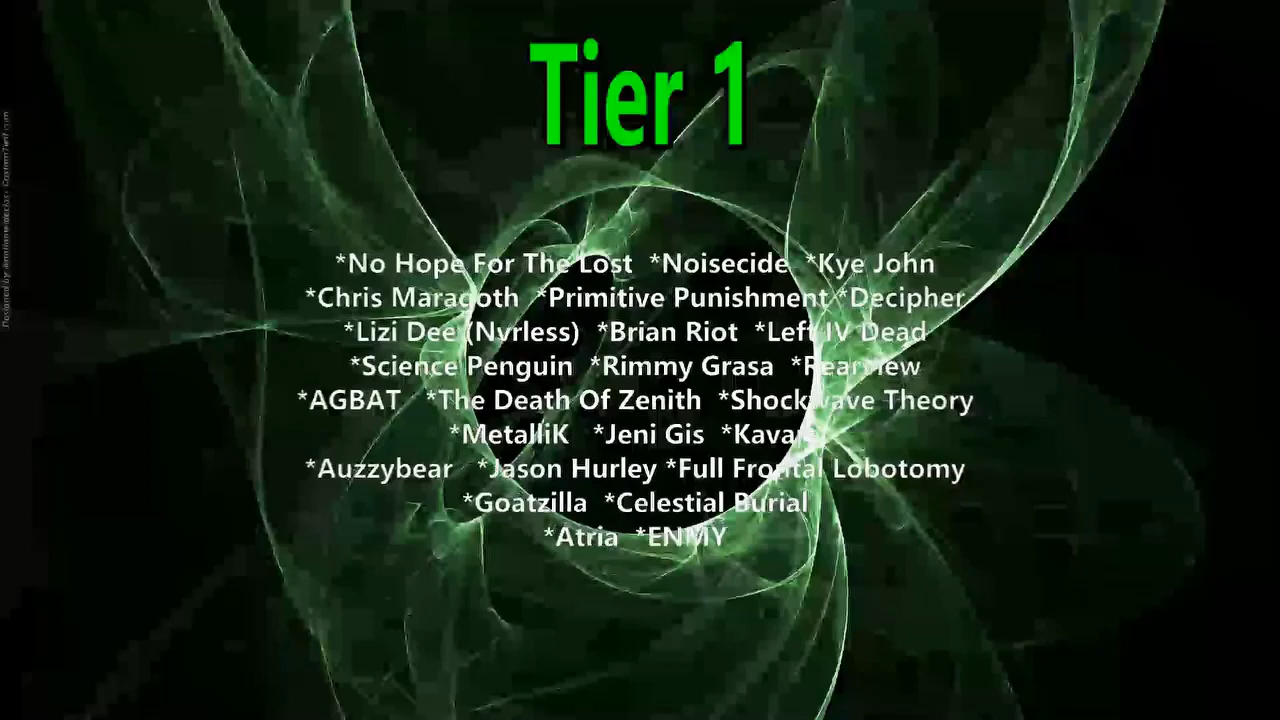 Tier 1
*No Hope For The Lost *Noisecide *Kye John
*Chris Maragoth *Primitive Punishment *Decipher
*Lizi Dee (Nvrless) *Brian Riot *Left IV Dead
*Science Penguin *Rimmy Grasa *Rearview
*AGBAT *The Death Of Zenith *Shockwave Theory
*MetalliK *Jeni Gis
*Auzzybear *Jason Hurley *Full Frontal Lobotomy
*Goatzilla *Celestial Burial
*Atria *ENMY